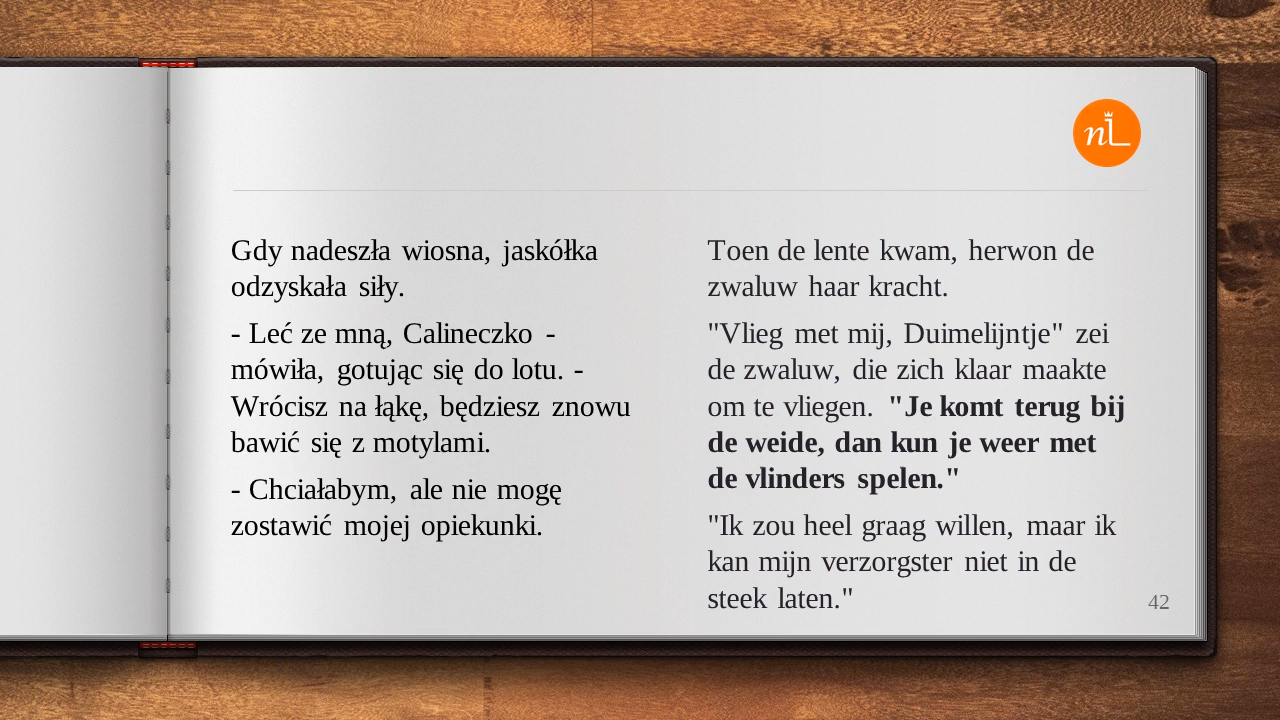 nL
Gdy nadeszła wiosna, jaskółka
odzyskała siły.
- Leć ze mną, Calineczko -
mówiła, gotując się do lotu. -
Wrócisz na łąkę, będziesz znowu
bawić się z motylami.
- Chciałabym, ale nie mogę
zostawić mojej opiekunki.
Toen de lente kwam, herwon de
zwaluw haar kracht.
"Vlieg met mij, Duimelijntje" zei
de zwaluw, die zich klaar maakte
om te vliegen. "Je komt terug bij
de weide, dan kun je weer met
de vlinders spelen."
"Ik zou heel graag willen, maar ik
kan mijn verzorgster niet in de
steek laten."
42